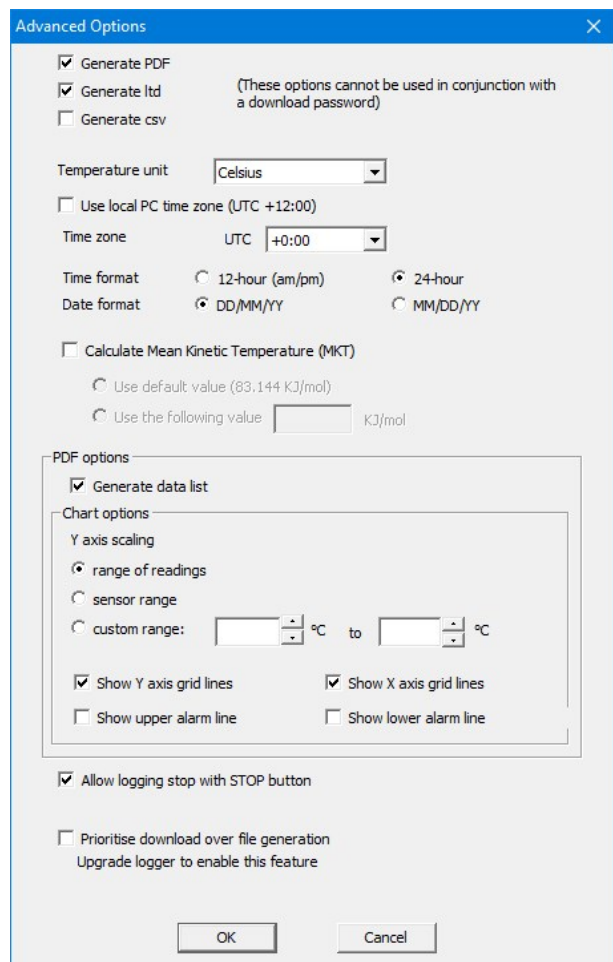 Advanced Options
Generate PDF
Generate ltd
Generate csv
(These options cannot be used in conjunction with
a download password)
Temperature unit Celsius
Use local PC time zone (UTC +12:00)
Time zone UTC +0:00
Time format 12-hour (am/pm) 24-hour
Date format DD/MM/YY MM/DD/YY
Calculate Mean Kinetic Temperature (MKT)
Use default value (83.144 KJ/mol)
Use the following value KJ/mol
PDF options
Generate data list
Chart options
Y axis scaling
range of readings
sensor range
custom range: ºC to ºC
Show Y axis grid lines Show X axis grid lines
Show upper alarm line Show lower alarm line
Allow logging stop with STOP button
Prioritise download over file generation
Upgrade logger to enable this feature
OK Cancel